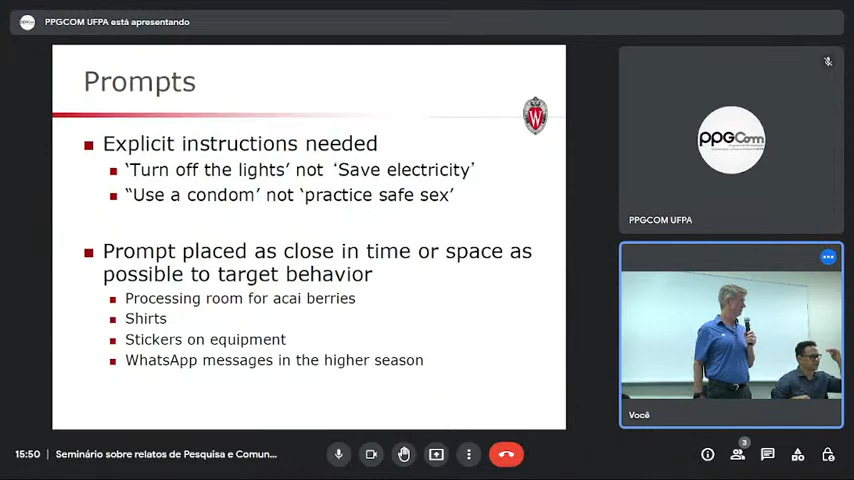 PPGCOM UFPA está apresentando
Prompts
W
Explicit instructions needed
‘Turn off the lights’ not ‘Save electricity’
“Use a condom’ not ‘practice safe sex’
Prompt placed as close in time or space as
possible to target behavior
Processing room for acai berries
Shirts
Stickers on equipment
WhatsApp messages in the higher season
PPGCom
PPGCOM UFPA
Você
15:50 | Seminário sobre relatos de Pesquisa e Comun...
3